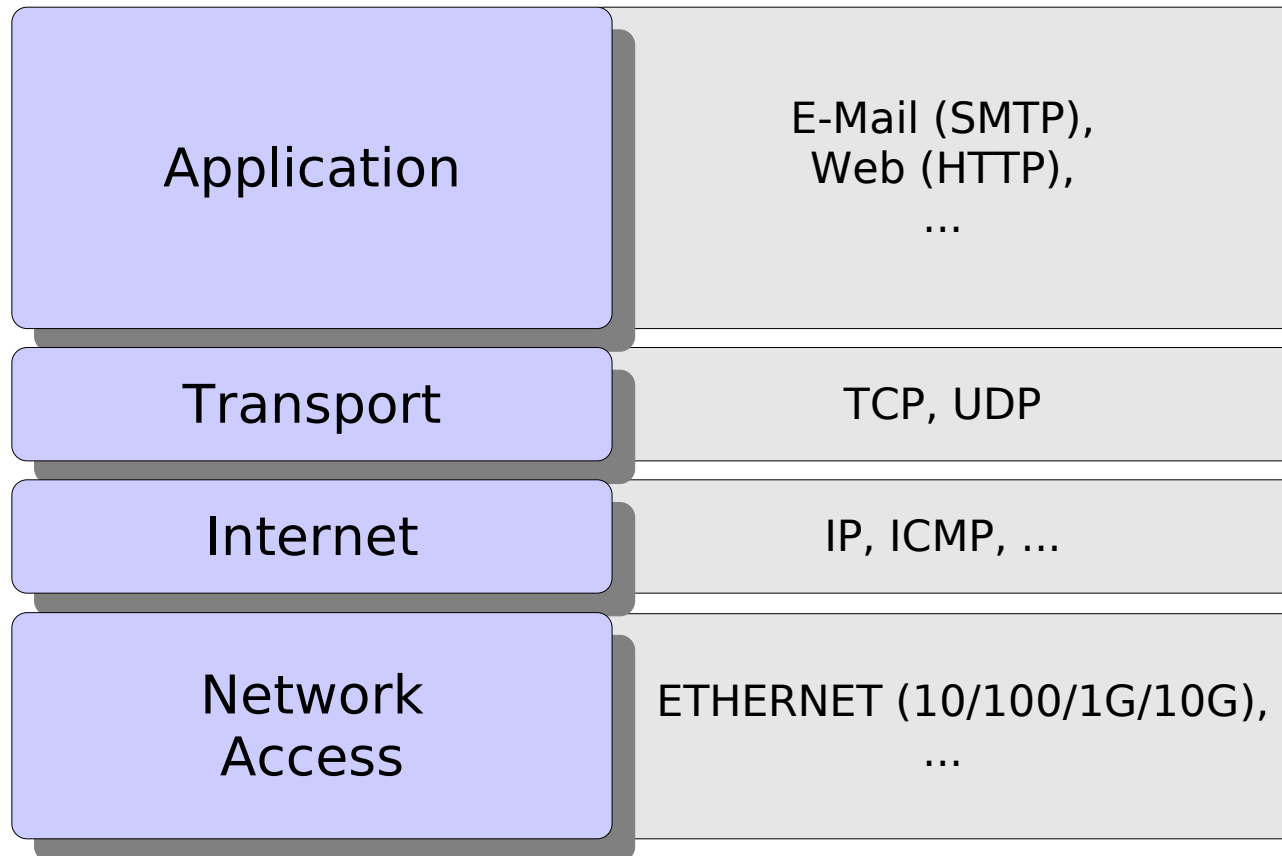 Application
E-Mail (SMTP),
Web (HTTP),
...
Transport
TCP, UDP
Internet
IP, ICMP, ...
Network
Access
ETHERNET (10/100/1G/10G),
...